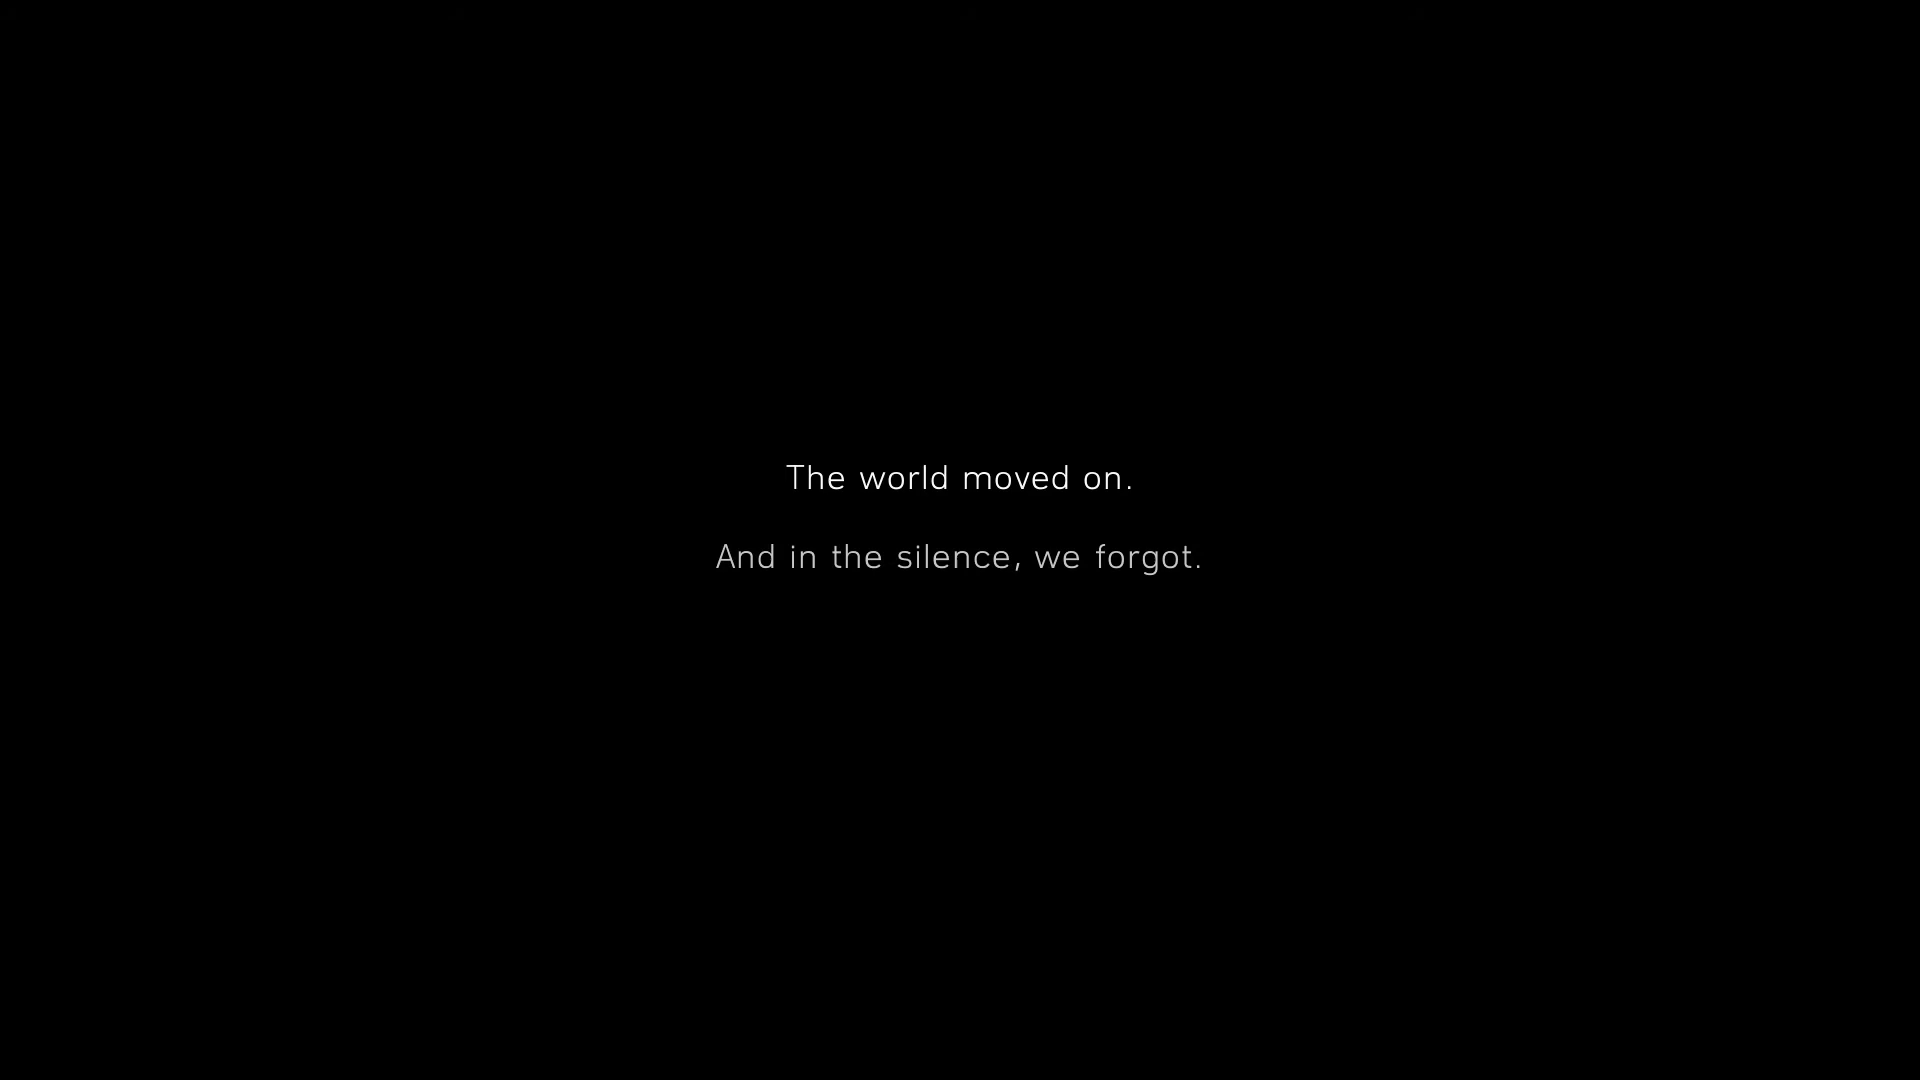 The world moved on.
And in the silence, we forgot.